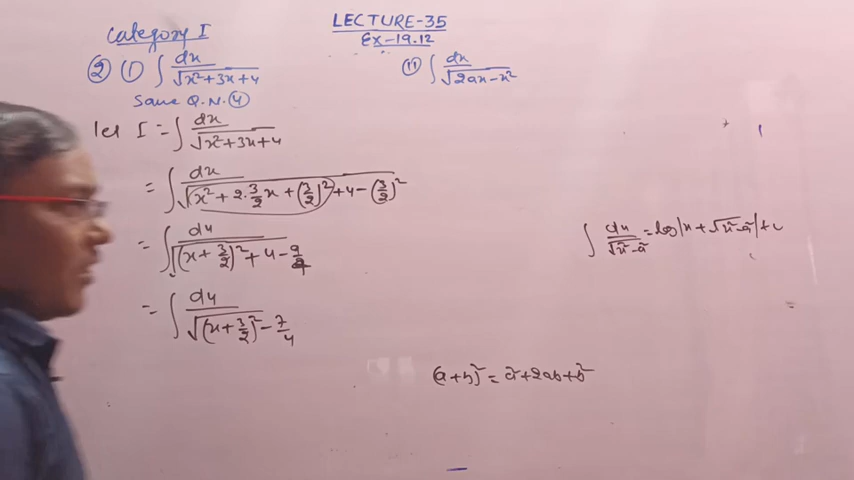 LECTURE-35
Ex-19.12
Category I
② ① ∫ dx/√(x²+3x+4)
Same Q.N.④
⑪ ∫ dx/√(2ax-x²)
let I = ∫ dx/√(x²+3x+4)
= ∫ dx/√((x²+2·3/2 x+(3/2)²)+4-(3/2)²)
= ∫ dx/√((x+3/2)²+4-9/4)
= ∫ dx/√((x+3/2)²-7/4)
∫ dx/√(x²-a²) = log|x+√(x²-a²)|+c
(a+b)² = a²+2ab+b²